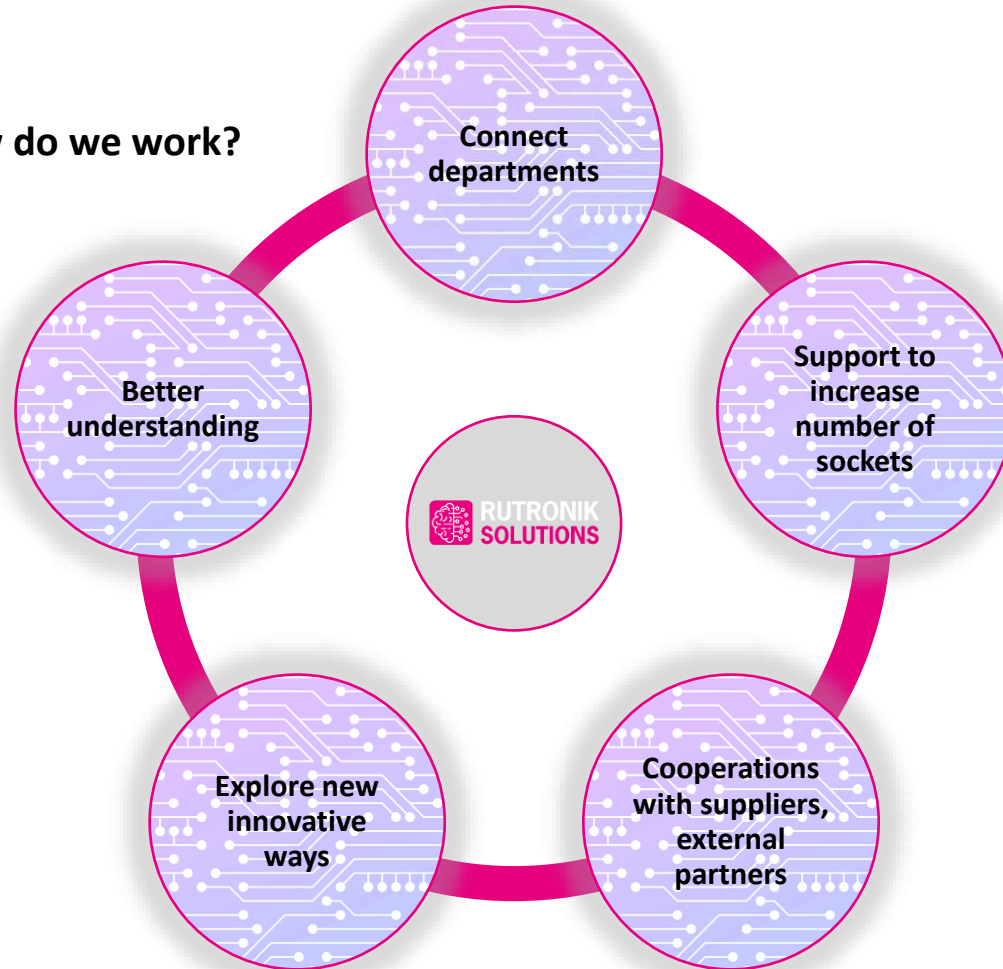 do we work?
Connect
departments
Support to
increase
number of
sockets
Better
understanding
RUTRONIK
SOLUTIONS
Explore new
innovative
ways
Cooperations
with suppliers,
external
partners